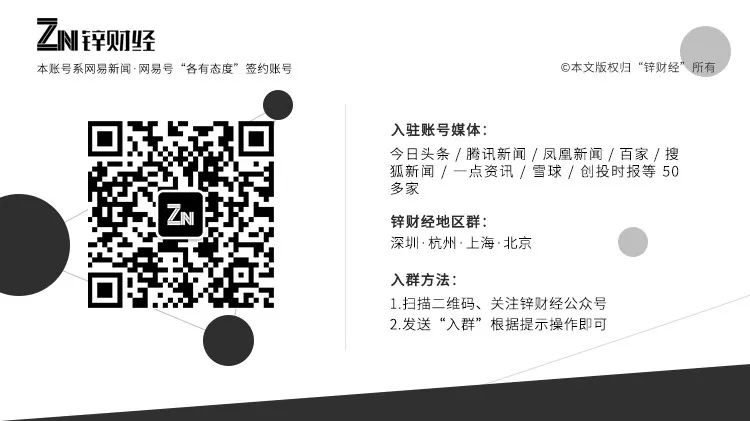 ZN 锌财经
本账号系网易新闻·网易号“各有态度”签约账号
©本文版权归“锌财经”所有
ZN
入驻账号媒体：
今日头条 / 腾讯新闻 / 凤凰新闻 / 百家 / 搜
狐新闻 / 一点资讯 / 雪球 / 创投时报等 50
多家
锌财经地区群：
深圳·杭州·上海·北京
入群方法：
1.扫描二维码、关注锌财经公众号
2.发送“入群”根据提示操作即可